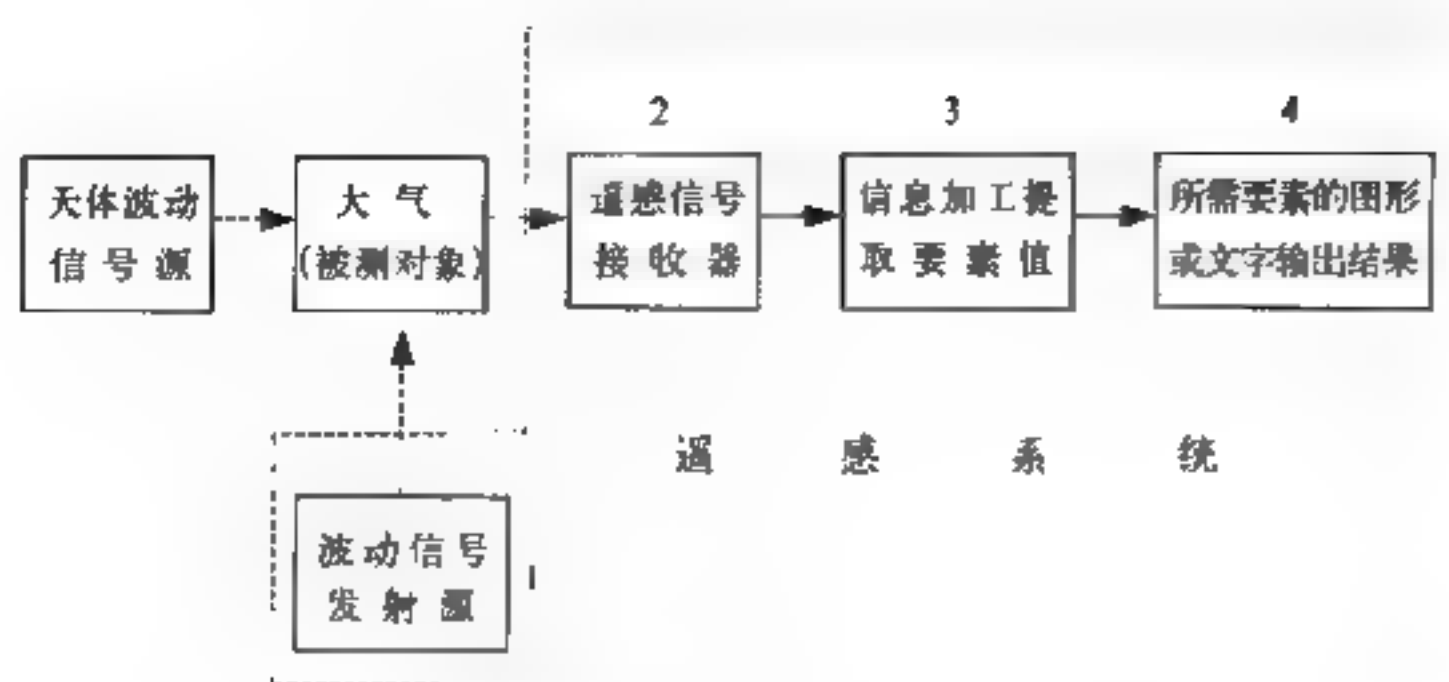 2
3
4
天体波动
信号源
大气
(被测对象)
遥感信号
接收器
信息加工提
取要素值
所需要素的图形
或文字输出结果
遥感系统
波动信号
发射源
1